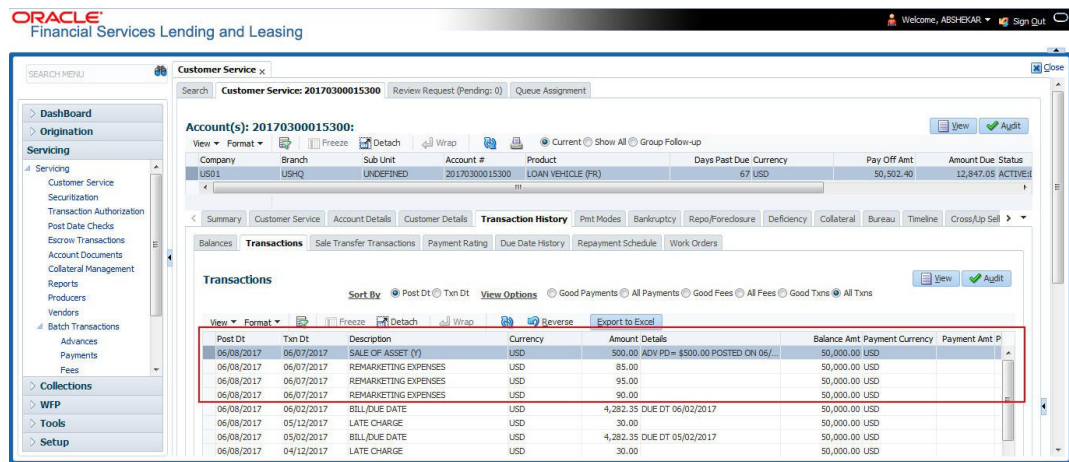 ORACLE
Financial Services Lending and Leasing
Welcome, ABSHEKAR Sign Out
SEARCH MENU
Customer Service x
Close
Search Customer Service: 20170300015300 Review Request (Pending: 0) Queue Assignment
DashBoard
Origination
Servicing
Servicing
Customer Service
Securitization
Transaction Authorization
Post Date Checks
Escrow Transactions
Account Documents
Collateral Management
Reports
Producers
Vendors
Batch Transactions
Advances
Payments
Fees
Collections
WFP
Tools
Setup
Account(s): 20170300015300:
View Audit
View Format Freeze Detach Wrap Current Show All Group Follow-up
Company Branch Sub Unit Account # Product Days Past Due Currency Pay Off Amt Amount Due Status
US01 USHQ UNDEFINED 20170300015300 LOAN VEHICLE (FR) 67 USD 50,502.40 12,847.05 ACTIVE:
Summary Customer Service Account Details Customer Details Transaction History Pmt Modes Bankruptcy Repo/Foreclosure Deficiency Collateral Bureau Timeline Cross/Up Sell
Balances Transactions Sale Transfer Transactions Payment Rating Due Date History Repayment Schedule Work Orders
Transactions
View Audit
Sort By Post Dt Txn Dt View Options Good Payments All Payments Good Fees All Fees Good Txns All Txns
View Format Freeze Detach Wrap Reverse Export to Excel
Post Dt Txn Dt Description Currency Amount Details Balance Amt Payment Currency Payment Amt P
06/08/2017 06/07/2017 SALE OF ASSET (Y) USD 500.00 ADV PD= $500.00 POSTED ON 06/... 50,000.00 USD
06/08/2017 06/07/2017 REMARKETING EXPENSES USD 85.00 50,000.00 USD
06/08/2017 06/07/2017 REMARKETING EXPENSES USD 95.00 50,000.00 USD
06/08/2017 06/07/2017 REMARKETING EXPENSES USD 90.00 50,000.00 USD
06/08/2017 06/02/2017 BILL/DUE DATE USD 4,282.35 DUE DT 06/02/2017 50,000.00 USD
06/08/2017 05/12/2017 LATE CHARGE USD 30.00 50,000.00 USD
06/08/2017 05/02/2017 BILL/DUE DATE USD 4,282.35 DUE DT 05/02/2017 50,000.00 USD
06/08/2017 04/12/2017 LATE CHARGE USD 30.00 50,000.00 USD